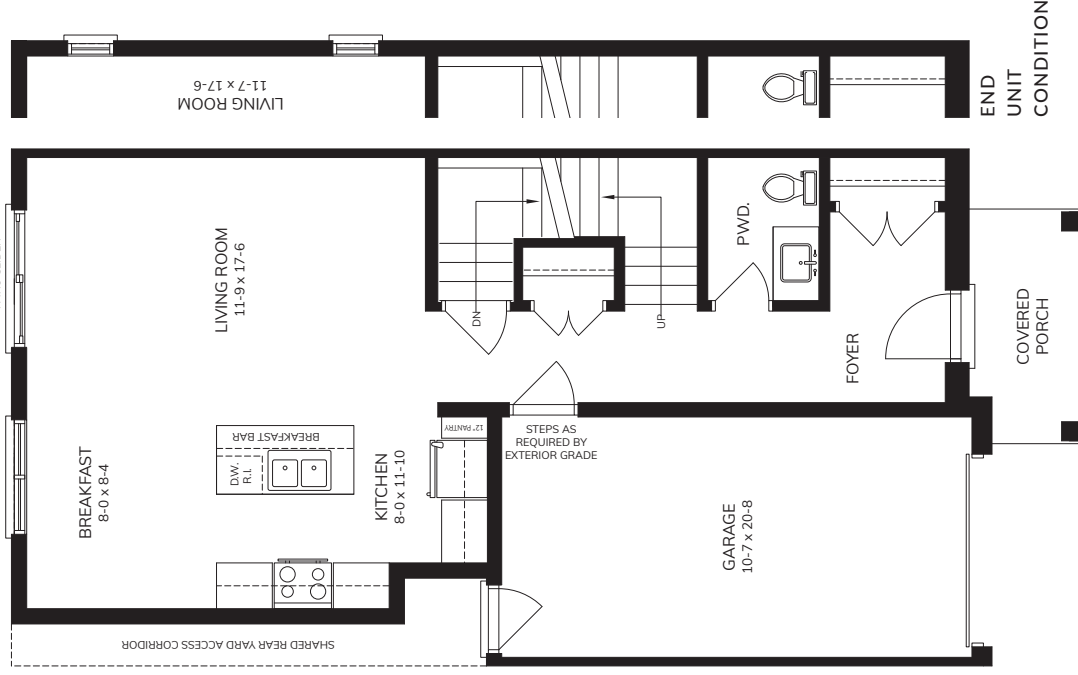 LIVING ROOM
11-7 x 17-6
END
UNIT
CONDITION
LIVING ROOM
11-9 x 17-6
DN
UP
PWD.
FOYER
COVERED
PORCH
BREAKFAST
8-0 x 8-4
BREAKFAST BAR
D.W.
R.I.
KITCHEN
8-0 x 11-10
12" PANTRY
STEPS AS
REQUIRED BY
EXTERIOR GRADE
GARAGE
10-7 x 20-8
SHARED REAR YARD ACCESS CORRIDOR